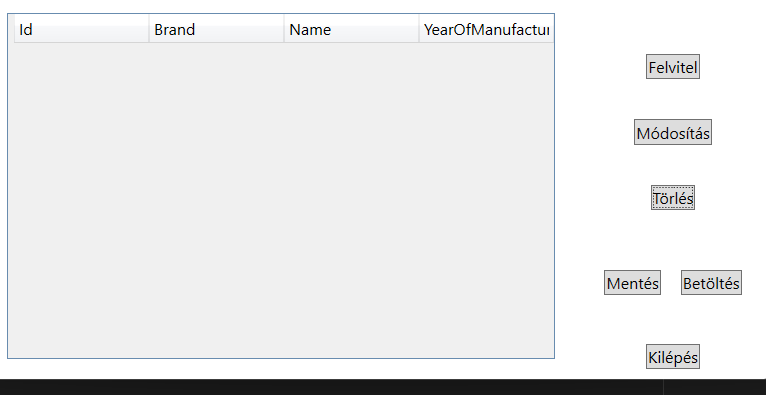 Id Brand Name YearOfManufactur
Felvitel
Módosítás
Törlés
Mentés Betöltés
Kilépés